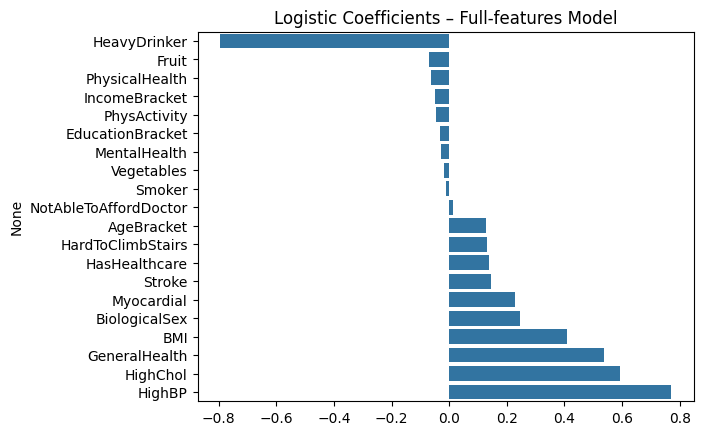 Logistic Coefficients – Full-features Model
None
HeavyDrinker
Fruit
PhysicalHealth
IncomeBracket
PhysActivity
EducationBracket
MentalHealth
Vegetables
Smoker
NotAbleToAffordDoctor
AgeBracket
HardToClimbStairs
HasHealthcare
Stroke
Myocardial
BiologicalSex
BMI
GeneralHealth
HighChol
HighBP
−0.8 −0.6 −0.4 −0.2 0.0 0.2 0.4 0.6 0.8